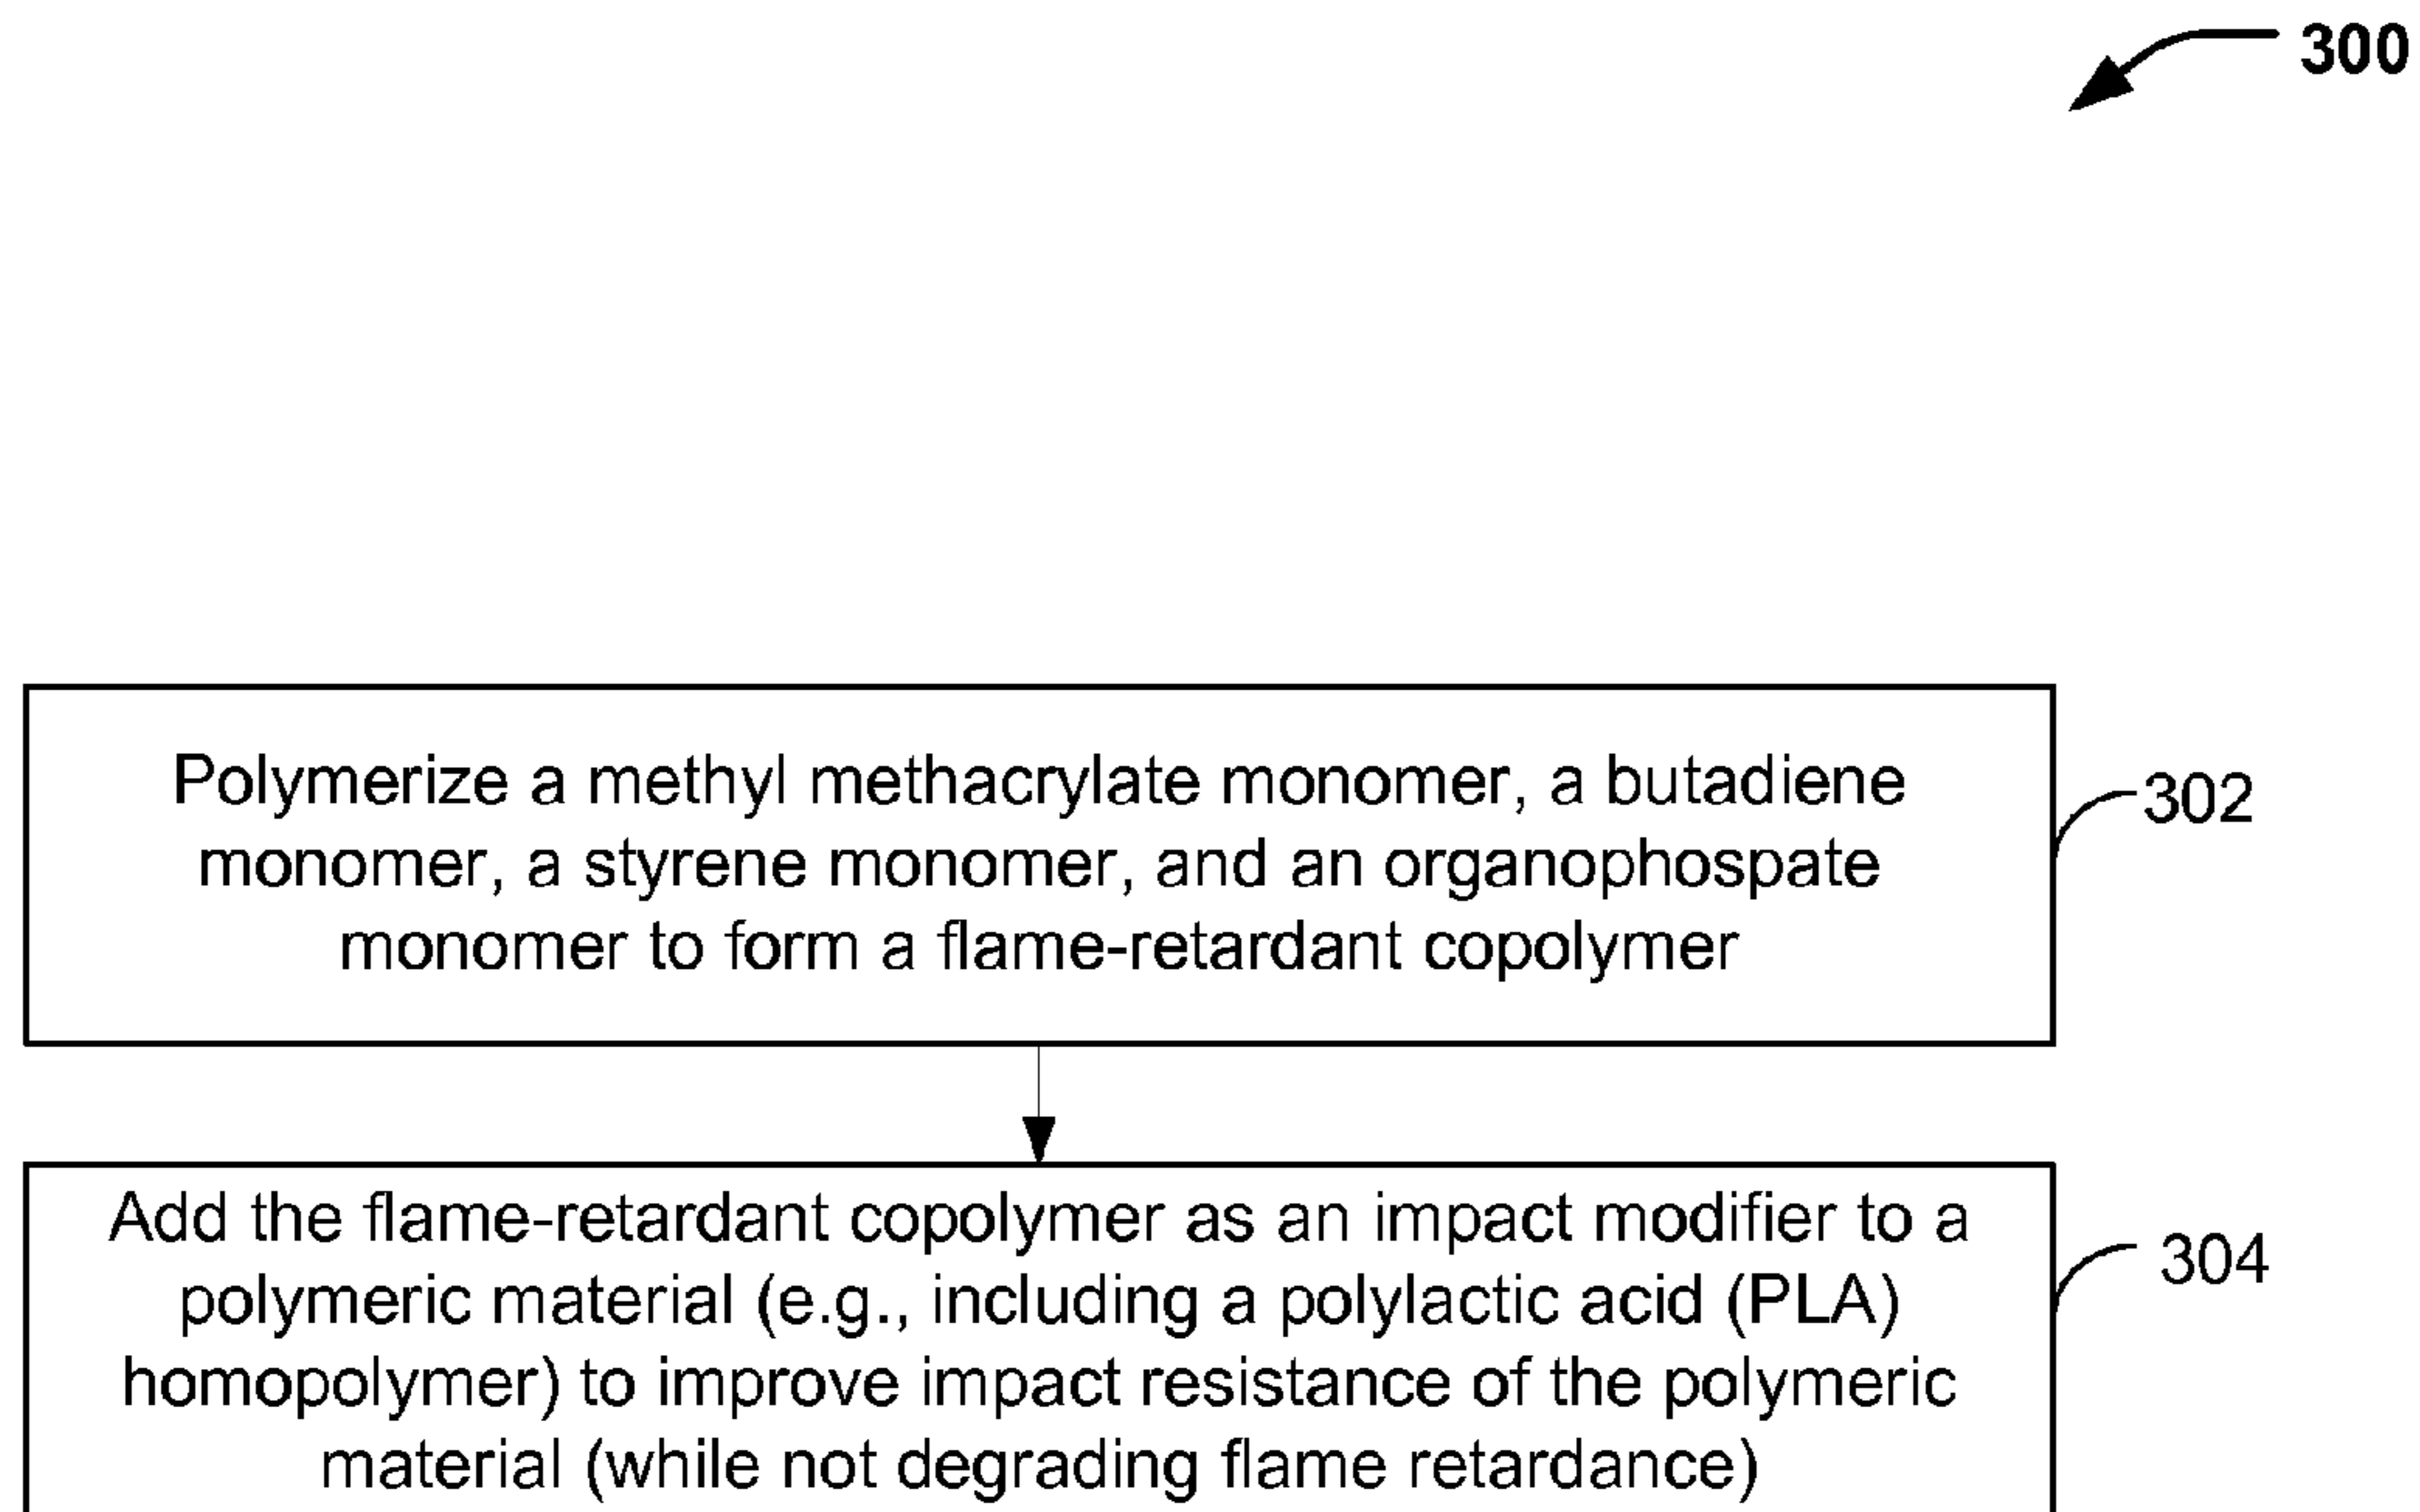 300
Polymerize a methyl methacrylate monomer, a butadiene
monomer, a styrene monomer, and an organophospate
monomer to form a flame-retardant copolymer
302
Add the flame-retardant copolymer as an impact modifier to a
polymeric material (e.g., including a polylactic acid (PLA)
homopolymer) to improve impact resistance of the polymeric
material (while not degrading flame retardance)
304